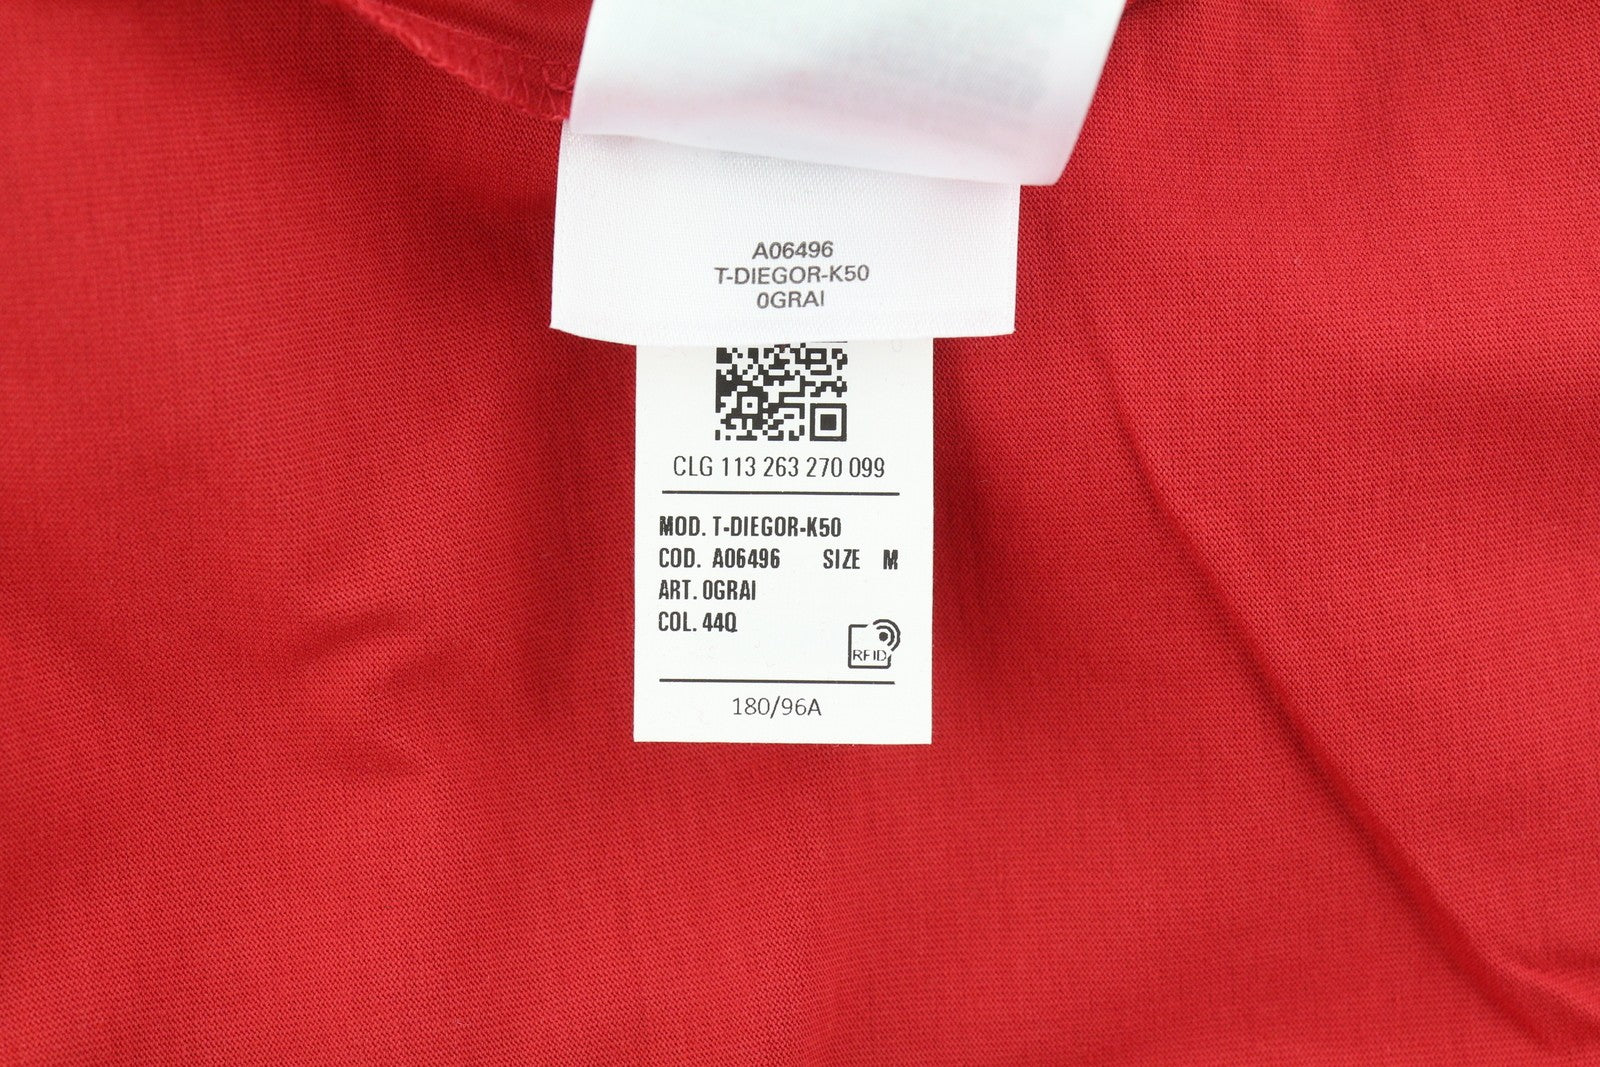 A06496
T-DIEGOR-K50
0GRAI
CLG 113 263 270 099
MOD. T-DIEGOR-K50
COD. A06496 SIZE M
ART. 0GRAI
COL. 44Q
RFID
180/96A